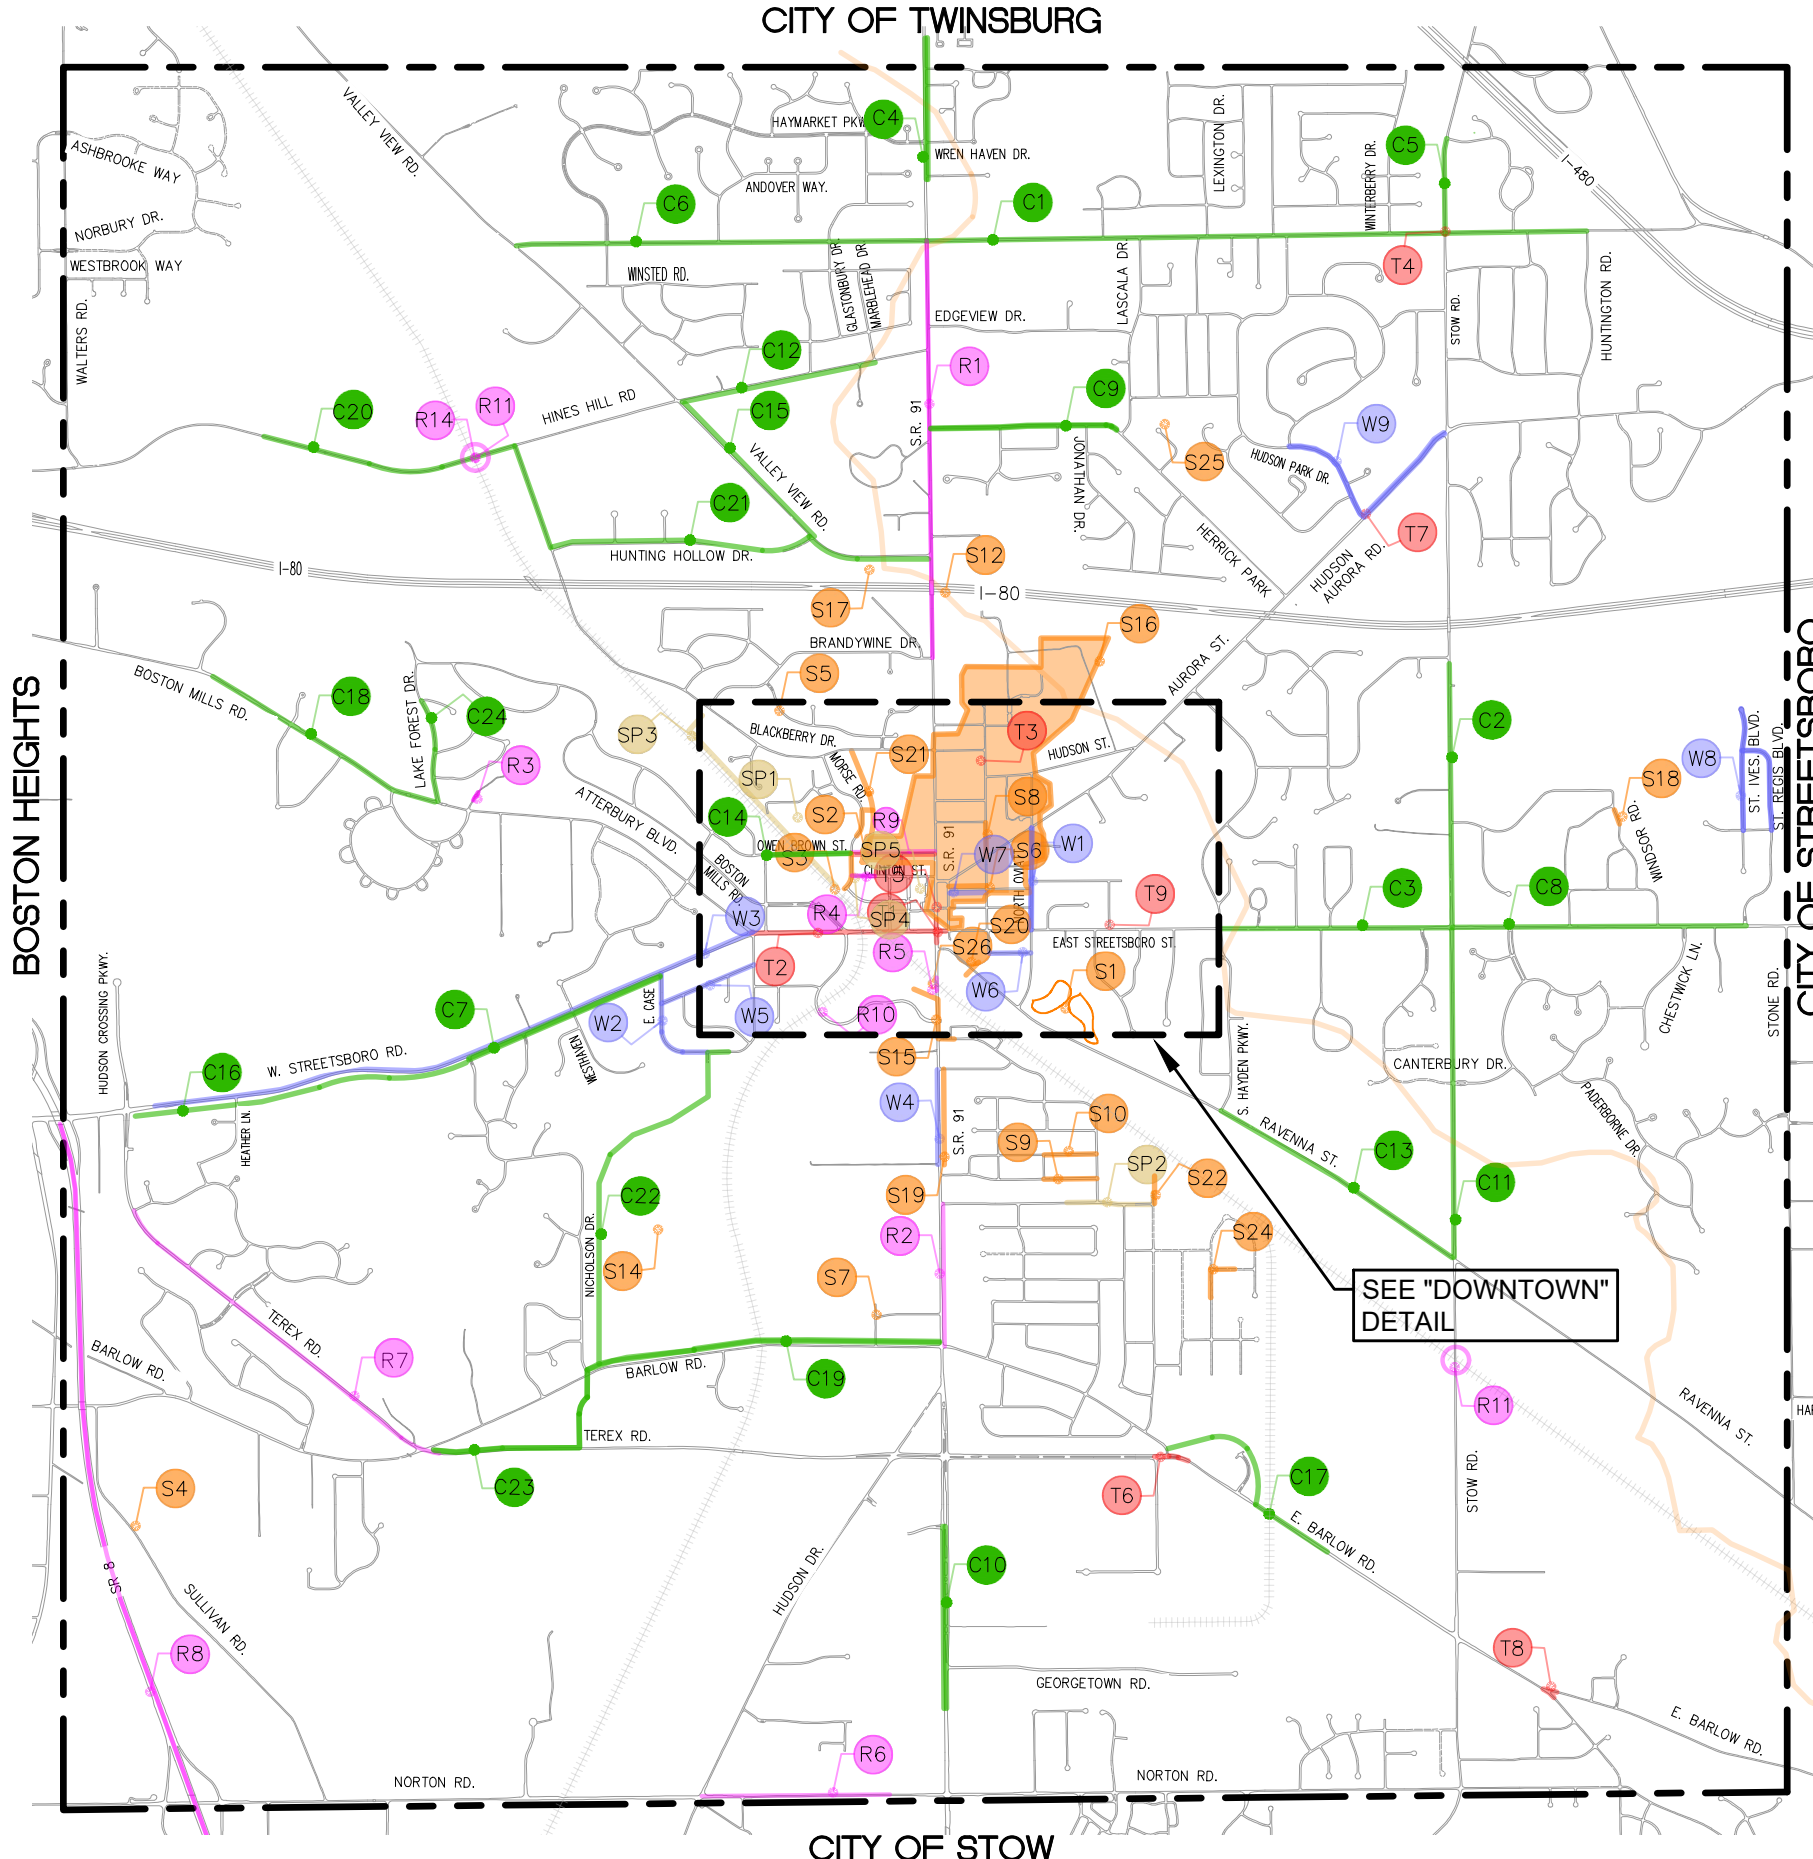 CITY OF TWINSBURG
VALLEY VIEW RD.
HAYMARKET PKW
C4
WREN HAVEN DR.
LEXINGTON DR.
WINTERBERRY DR.
C5
I-480
ASHBROOKE WAY
ANDOVER WAY.
C6
C1
NORBURY DR.
WESTBROOK WAY
WINSTED RD.
GLASTONBURY DR.
MARBLEHEAD DR.
LASCALA DR.
T4
HUNTINGTON RD.
WALTERS RD.
EDGEVIEW DR.
STOW RD.
C12
R1
C9
C20
R14
R11
HINES HILL RD
C15
S.R. 91
W9
VALLEY VIEW RD.
JONATHAN DR.
S25
HUDSON PARK DR.
C21
T7
HUNTING HOLLOW DR.
S12
HERRICK PARK
HUDSON
AURORA RD.
I-80
I-80
S17
S16
BRANDYWINE DR.
AURORA ST.
BOSTON HEIGHTS
CITY OF STREETSBORO
BOSTON MILLS RD.
S5
C18
LAKE FOREST DR.
C24
SP3
BLACKBERRY DR.
T3
HUDSON ST.
C2
ST. IVES, BLVD.
ST. REGIS BLVD.
W8
R3
SP1
MORSE RD.
S21
S18
ATTERBURY BLVD.
C14
S2
R9
S8
WINDSOR RD.
OWEN BROWN ST.
S3
SP5
S.R. 91
W7
S6
W1
BOSTON
MILLS RD.
CLINTON ST.
T5
C3
C8
W3
R4
T1
SP4
S20
T9
EAST STREETSBORO ST.
T2
R5
S26
S1
W6
HUDSON CROSSING PKWY.
C7
E. CASE
W2
W5
R10
CHESTWICK LN.
STONE RD.
W. STREETSBORO RD.
WESTHAVEN
S15
S. HAYDEN PKWY.
CANTERBURY DR.
C16
W4
S10
PADERBORNE DR.
HEATHER LN.
S.R. 91
S9
RAVENNA ST.
C13
SP2
S22
C11
C22
S19
NICHOLSON DR.
R2
S24
S14
S7
SEE "DOWNTOWN"
DETAIL
TEREX RD.
BARLOW RD.
R7
BARLOW RD.
C19
R11
RAVENNA ST.
HAR
TEREX RD.
C23
S4
T6
C17
STOW RD.
E. BARLOW RD.
SR 8
C10
SULLIVAN RD.
HUDSON DR.
R8
T8
GEORGETOWN RD.
E. BARLOW RD.
R6
NORTON RD.
NORTON RD.
CITY OF STOW